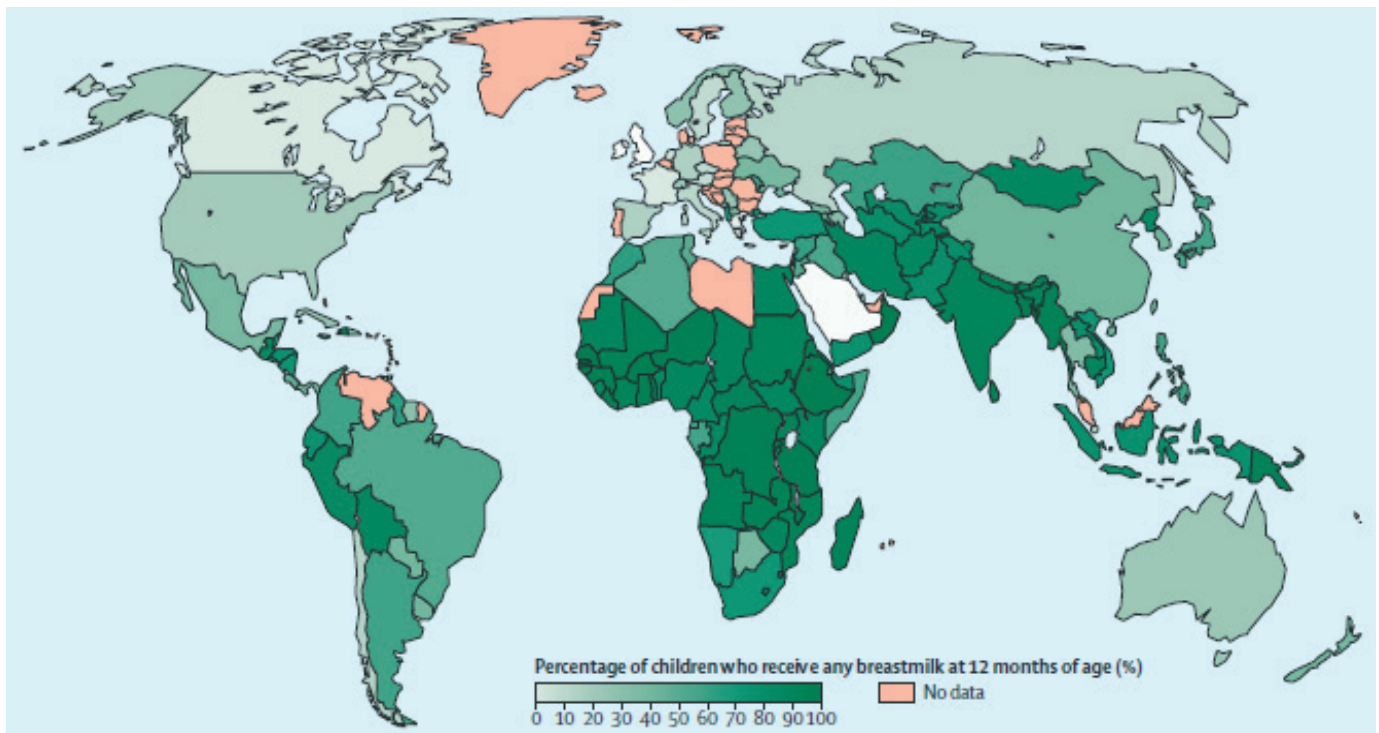 Percentage of children who receive any breastmilk at 12 months of age (%)
No data
0 10 20 30 40 50 60 70 80 90 100